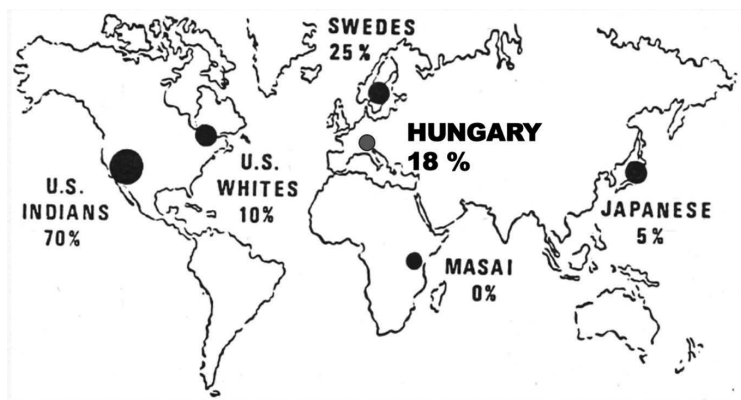 SWEDES
25%
HUNGARY
18 %
U.S.
WHITES
10%
U.S.
INDIANS
70%
JAPANESE
5%
MASAI
0%